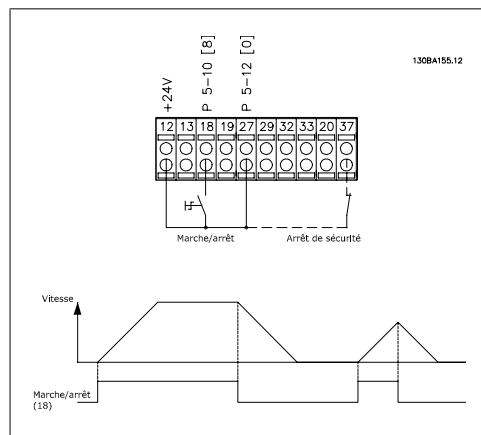 130BA155.12
+24V
P 5-10 [8]
P 5-12 [0]
12 13 18 19 27 29 32 33 20 37
Marche/arrêt
Arrêt de sécurité
Vitesse
Marche/arrêt
(18)